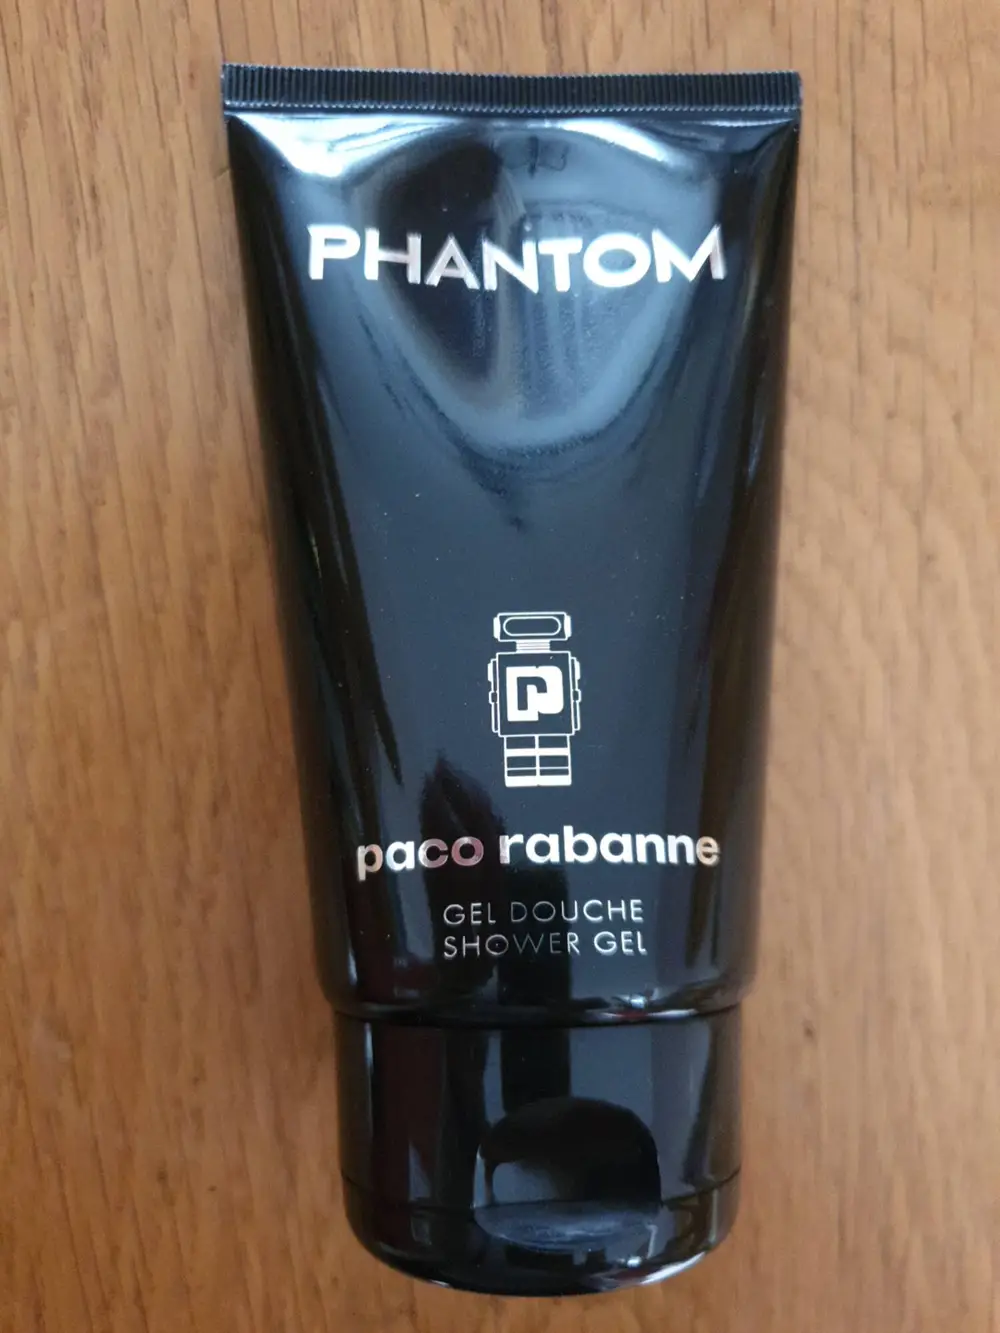 PHANTOM
paco rabanne
GEL DOUCHE
SHOWER GEL